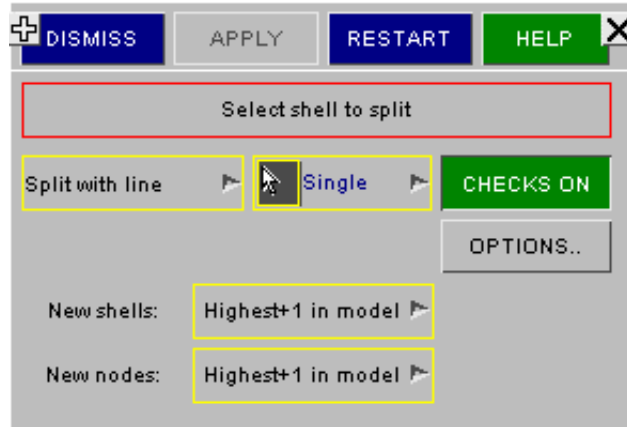 DISMISS APPLY RESTART HELP
Select shell to split
Split with line Single CHECKS ON
OPTIONS..
New shells: Highest+1 in model
New nodes: Highest+1 in model